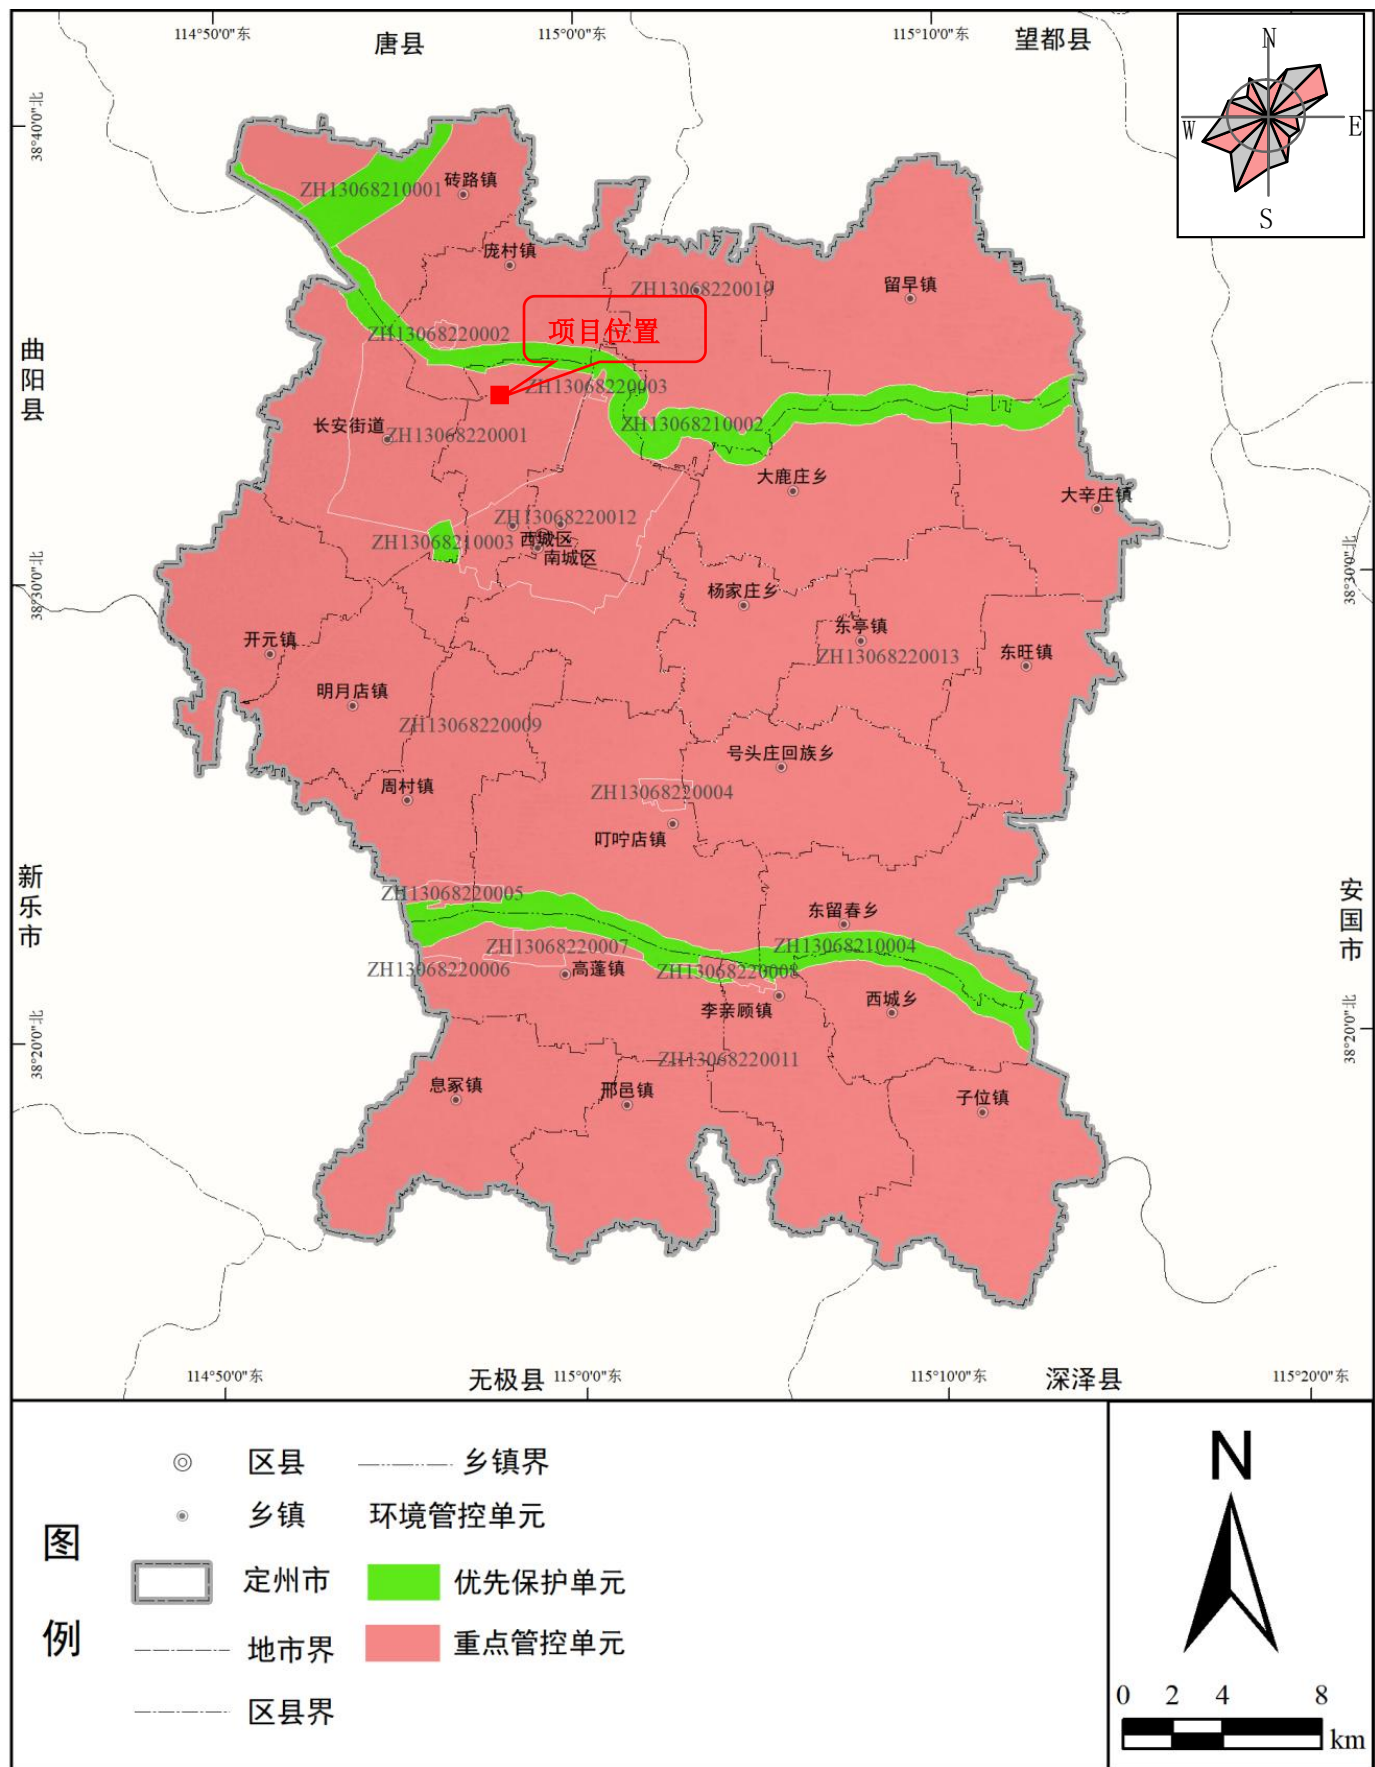 114°50′0″东
唐县
115°0′0″东
115°10′0″东
望都县
N
W
E
S
38°40′0″北
ZH13068210001
砖路镇
庞村镇
ZH13068220010
留早镇
ZH13068220002
项目位置
曲阳县
ZH13068220003
长安街道
ZH13068220001
ZH13068210002
大鹿庄乡
大辛庄镇
ZH13068220012
ZH13068210003
西城区
南城区
38°30′0″北
38°30′0″北
杨家庄乡
东亭镇
ZH13068220013
东旺镇
开元镇
明月店镇
ZH13068220009
号头庄回族乡
周村镇
ZH13068220004
叮咛店镇
新乐市
安国市
ZH13068220005
东留春乡
ZH13068220007
ZH13068210004
ZH13068220006
高蓬镇
ZH13068220008
李亲顾镇
西城乡
38°20′0″北
38°20′0″北
ZH13068220011
息冢镇
邢邑镇
子位镇
114°50′0″东
无极县
115°0′0″东
115°10′0″东
深泽县
115°20′0″东
图例
区县
乡镇界
乡镇
环境管控单元
定州市
优先保护单元
地市界
重点管控单元
区县界
N
0 2 4 8
km